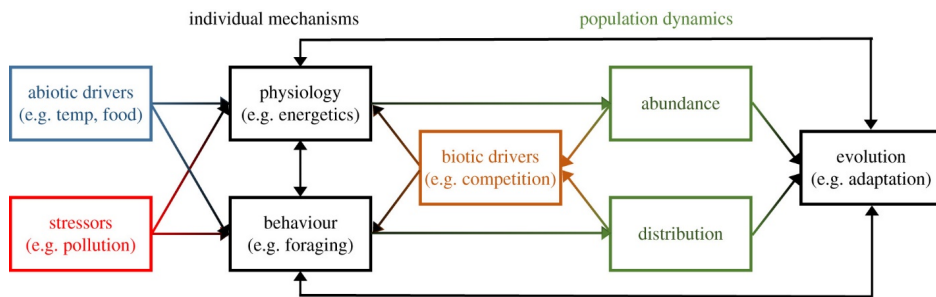 individual mechanisms
population dynamics
abiotic drivers
(e.g. temp, food)
physiology
(e.g. energetics)
abundance
biotic drivers
(e.g. competition)
evolution
(e.g. adaptation)
stressors
(e.g. pollution)
behaviour
(e.g. foraging)
distribution